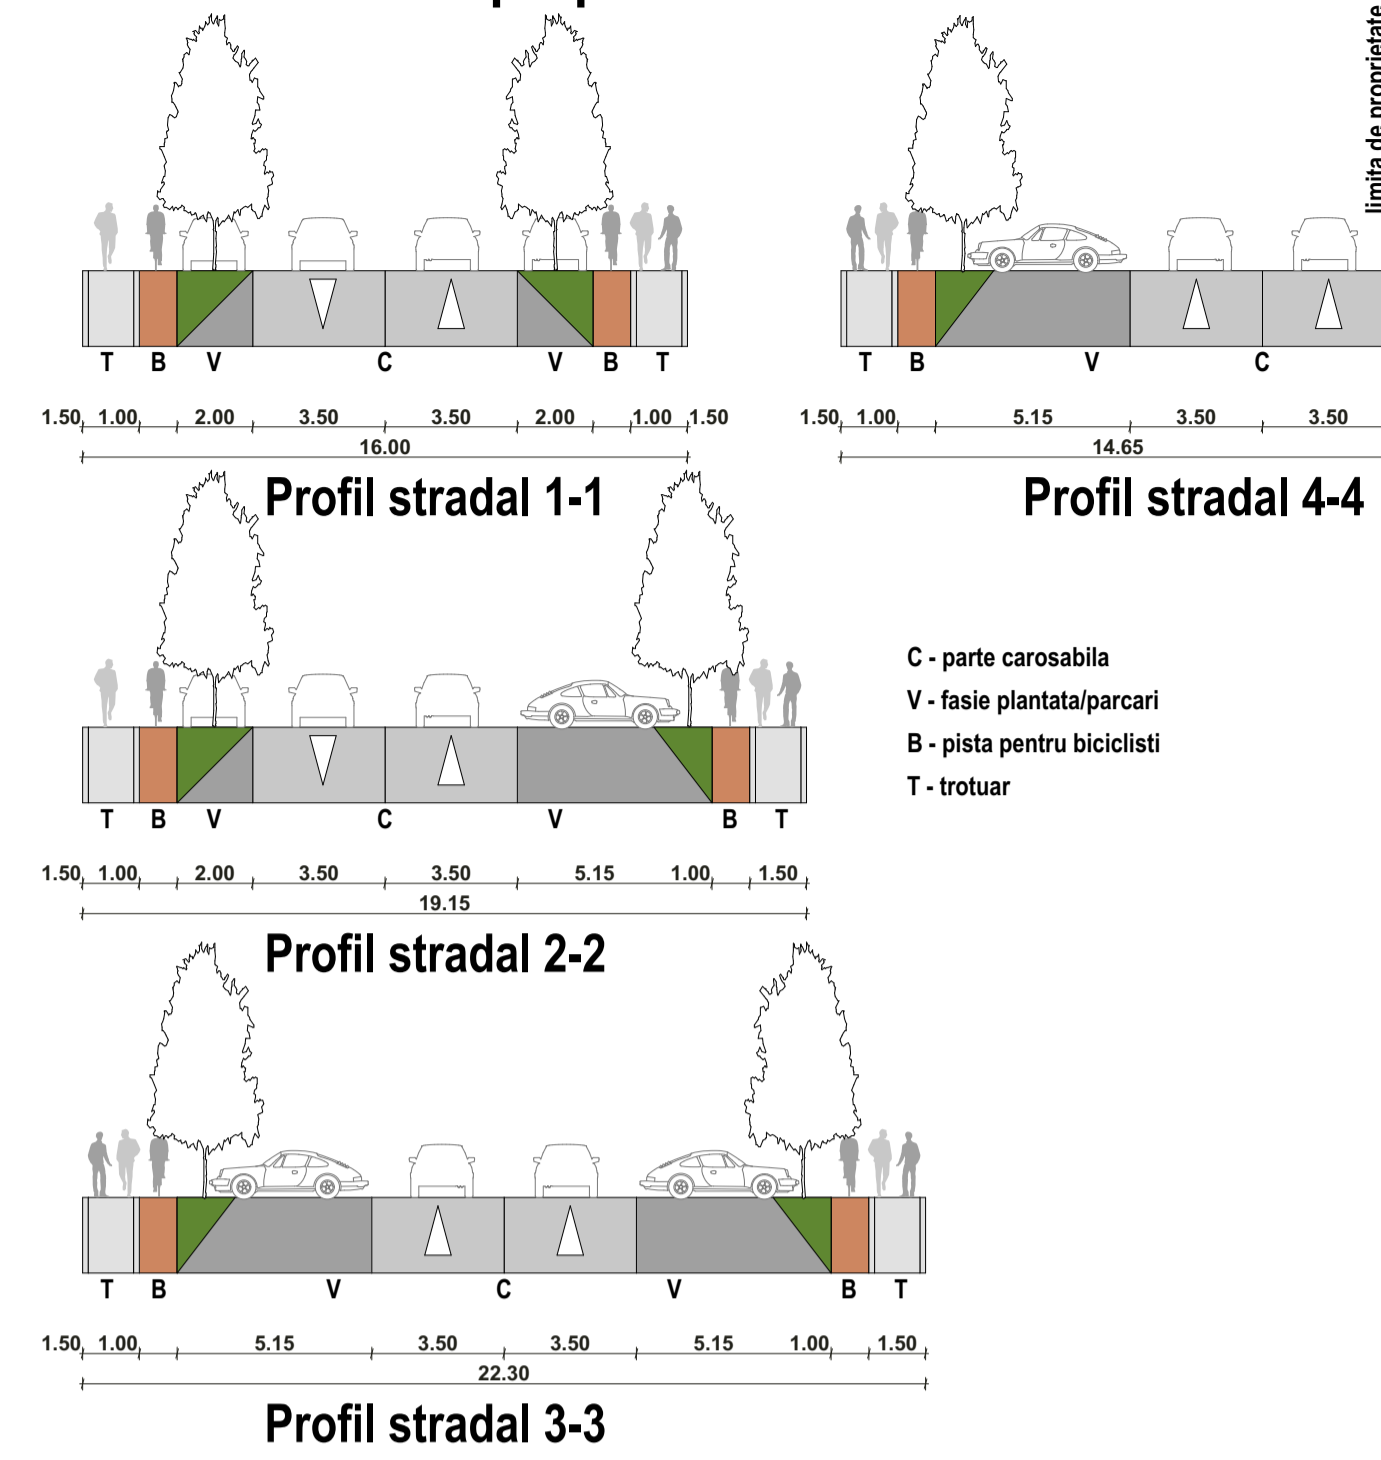 limita de proprietate
T B V C V B T
1.50 1.00 2.00 3.50 3.50 2.00 1.00 1.50
16.00
Profil stradal 1-1
T B V C
1.50 1.00 5.15 3.50 3.50
14.65
Profil stradal 4-4
T B V C V B T
1.50 1.00 2.00 3.50 3.50 5.15 1.00 1.50
19.15
Profil stradal 2-2
C - parte carosabila
V - fasie plantata/parcari
B - pista pentru biciclisti
T - trotuar
T B V C V B T
1.50 1.00 5.15 3.50 3.50 5.15 1.00 1.50
22.30
Profil stradal 3-3